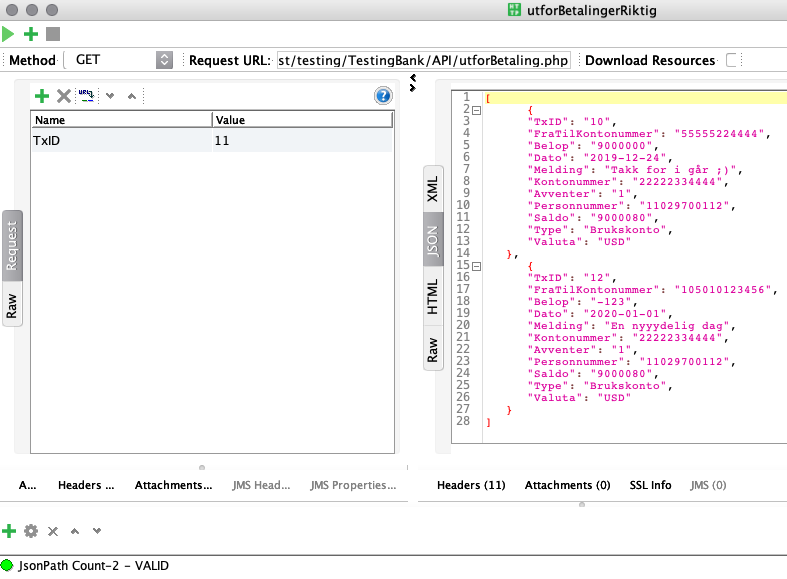 utforBetalingerRiktig
Method GET Request URL: st/testing/TestingBank/API/utforBetaling.php Download Resources
Name Value
TxID 11
Request
Raw
XML
JSON
HTML
Raw
1 [
2 {
3 "TxID": "10",
4 "FraTilKontonummer": "55555224444",
5 "Belop": "9000000",
6 "Dato": "2019-12-24",
7 "Melding": "Takk for i går ;)",
8 "Kontonummer": "22222334444",
9 "Avventer": "1",
10 "Personnummer": "11029700112",
11 "Saldo": "9000080",
12 "Type": "Brukskonto",
13 "Valuta": "USD"
14 },
15 {
16 "TxID": "12",
17 "FraTilKontonummer": "105010123456",
18 "Belop": "-123",
19 "Dato": "2020-01-01",
20 "Melding": "En nyyydelig dag",
21 "Kontonummer": "22222334444",
22 "Avventer": "1",
23 "Personnummer": "11029700112",
24 "Saldo": "9000080",
25 "Type": "Brukskonto",
26 "Valuta": "USD"
27 }
28 ]
A... Headers ... Attachments... JMS Head... JMS Properties...
Headers (11) Attachments (0) SSL Info JMS (0)
JsonPath Count-2 - VALID